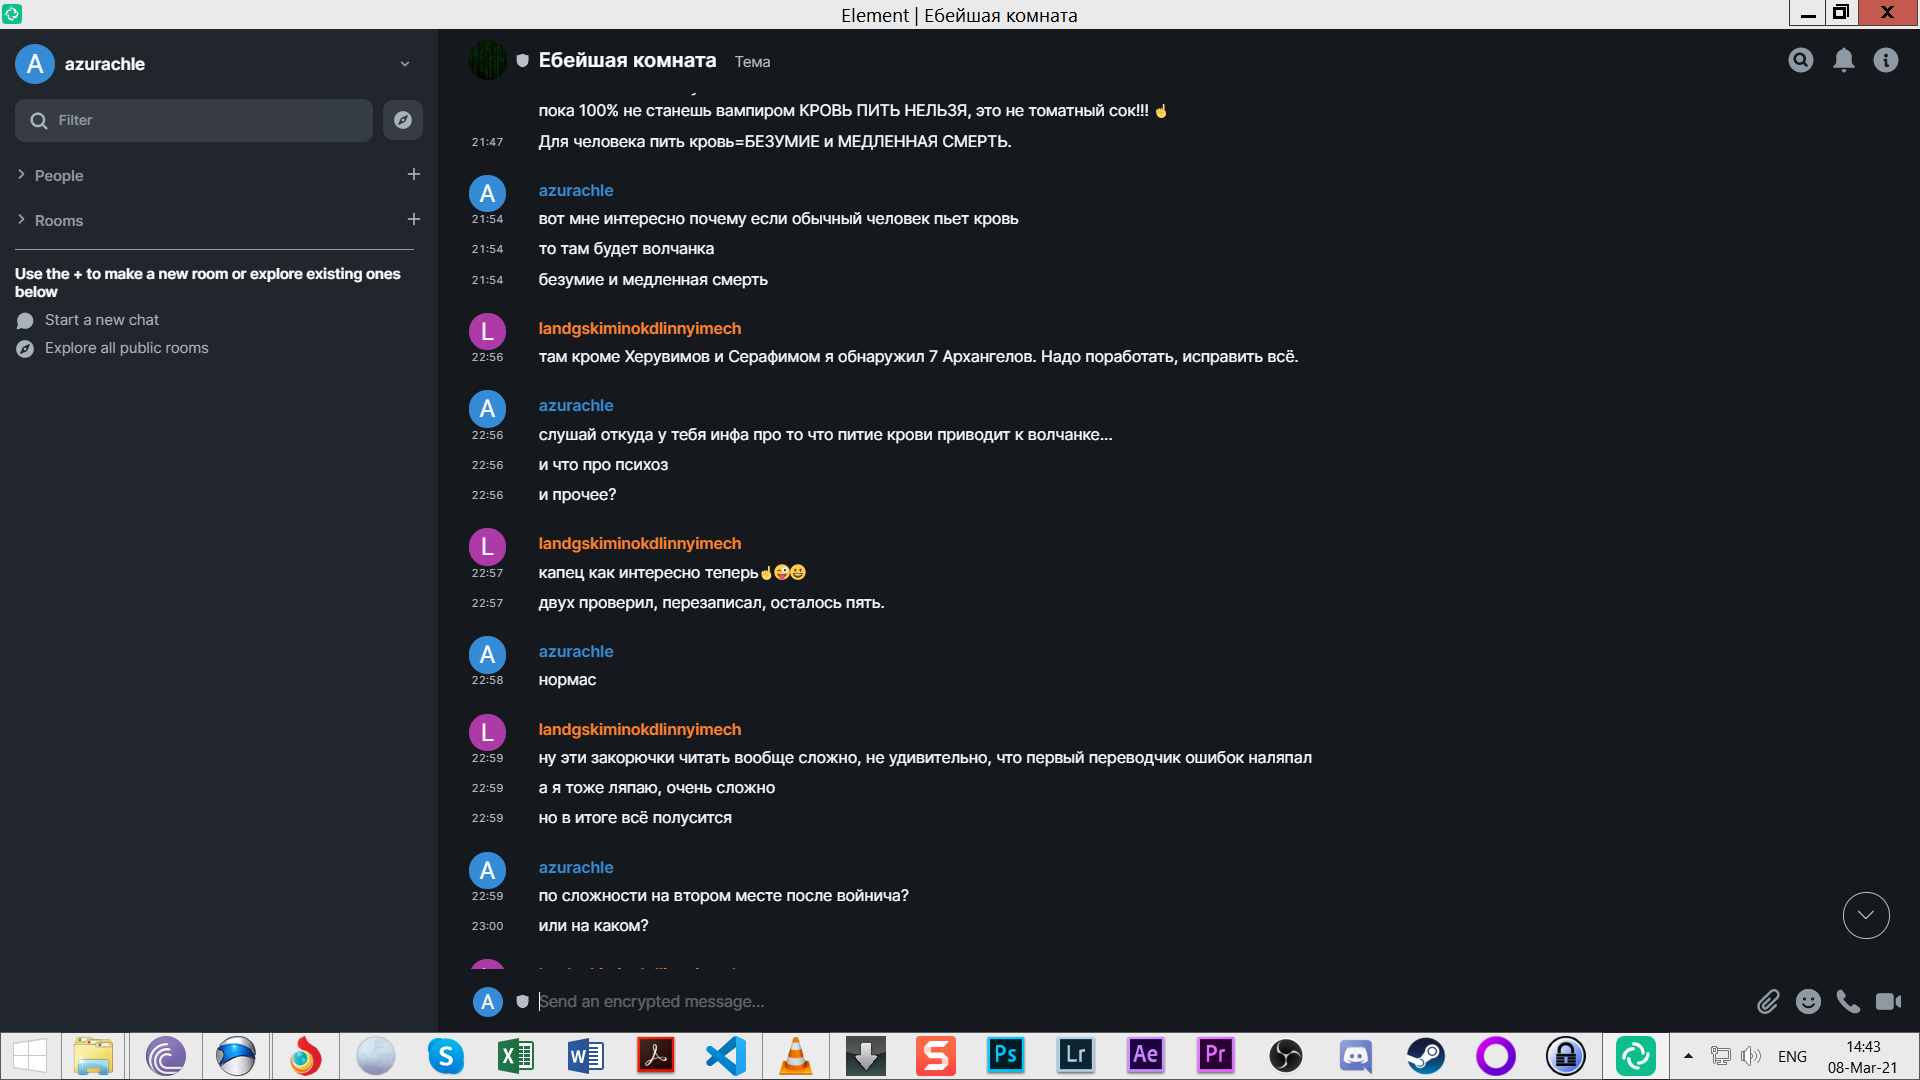 Element | Ебейшая комната
A azurachle
Filter
People
Rooms
Use the + to make a new room or explore existing ones
below
Start a new chat
Explore all public rooms
Ебейшая комната Тема
пока 100% не станешь вампиром КРОВЬ ПИТЬ НЕЛЬЗЯ, это не томатный сок!!! ☝
21:47 Для человека пить кровь=БЕЗУМИЕ и МЕДЛЕННАЯ СМЕРТЬ.
A azurachle
21:54 вот мне интересно почему если обычный человек пьет кровь
21:54 то там будет волчанка
21:54 безумие и медленная смерть
L landgskiminokdlinnyimech
22:56 там кроме Херувимов и Серафимом я обнаружил 7 Архангелов. Надо поработать, исправить всё.
A azurachle
22:56 слушай откуда у тебя инфа про то что питие крови приводит к волчанке...
22:56 и что про психоз
22:56 и прочее?
L landgskiminokdlinnyimech
22:57 капец как интересно теперь☝😜😀
22:57 двух проверил, перезаписал, осталось пять.
A azurachle
22:58 нормас
L landgskiminokdlinnyimech
22:59 ну эти закорючки читать вообще сложно, не удивительно, что первый переводчик ошибок наляпал
22:59 а я тоже ляпаю, очень сложно
22:59 но в итоге всё полусится
A azurachle
22:59 по сложности на втором месте после войнича?
23:00 или на каком?
A Send an encrypted message...
S X W S Ps Lr Ae Pr ENG
14:43
08-Mar-21